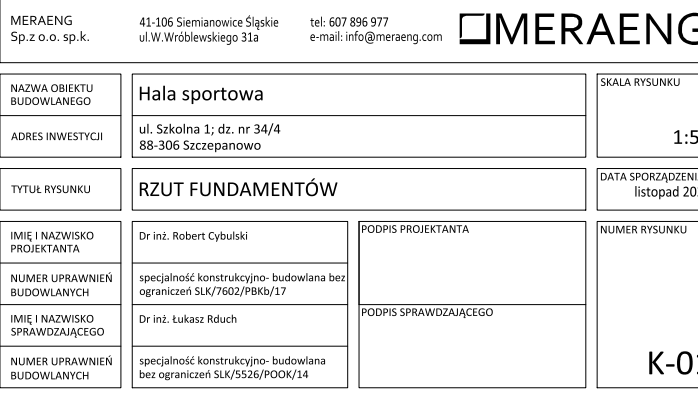 MERAENG
Sp.z o.o. sp.k.
41-106 Siemianowice Śląskie
ul.W.Wróblewskiego 31a
tel: 607 896 977
e-mail: info@meraeng.com
MERAENG
NAZWA OBIEKTU
BUDOWLANEGO
Hala sportowa
SKALA RYSUNKU
ADRES INWESTYCJI
ul. Szkolna 1; dz. nr 34/4
88-306 Szczepanowo
TYTUŁ RYSUNKU
RZUT FUNDAMENTÓW
listopad
IMIĘ I NAZWISKO
PROJEKTANTA
Dr inż. Robert Cybulski
PODPIS PROJEKTANTA
NUMER RYSUNKU
NUMER UPRAWNIEŃ
BUDOWLANYCH
specjalność konstrukcyjno- budowlana bez
ograniczeń SLK/7602/PBKb/17
IMIĘ I NAZWISKO
SPRAWDZAJĄCEGO
Dr inż. Łukasz Rduch
PODPIS SPRAWDZAJĄCEGO
NUMER UPRAWNIEŃ
BUDOWLANYCH
specjalność konstrukcyjno- budowlana
bez ograniczeń SLK/5526/POOK/14